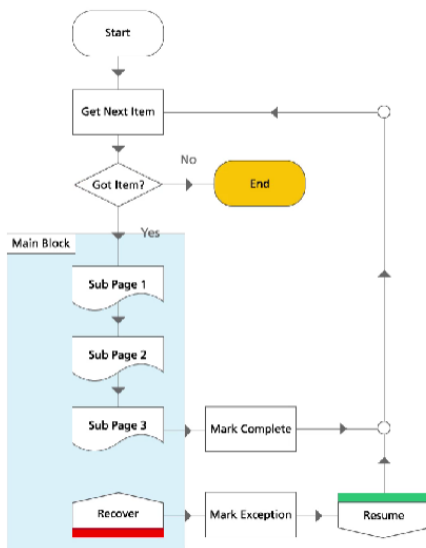 Start
Get Next Item
Got Item?
No
End
Yes
Main Block
Sub Page 1
Sub Page 2
Sub Page 3
Mark Complete
Recover
Mark Exception
Resume